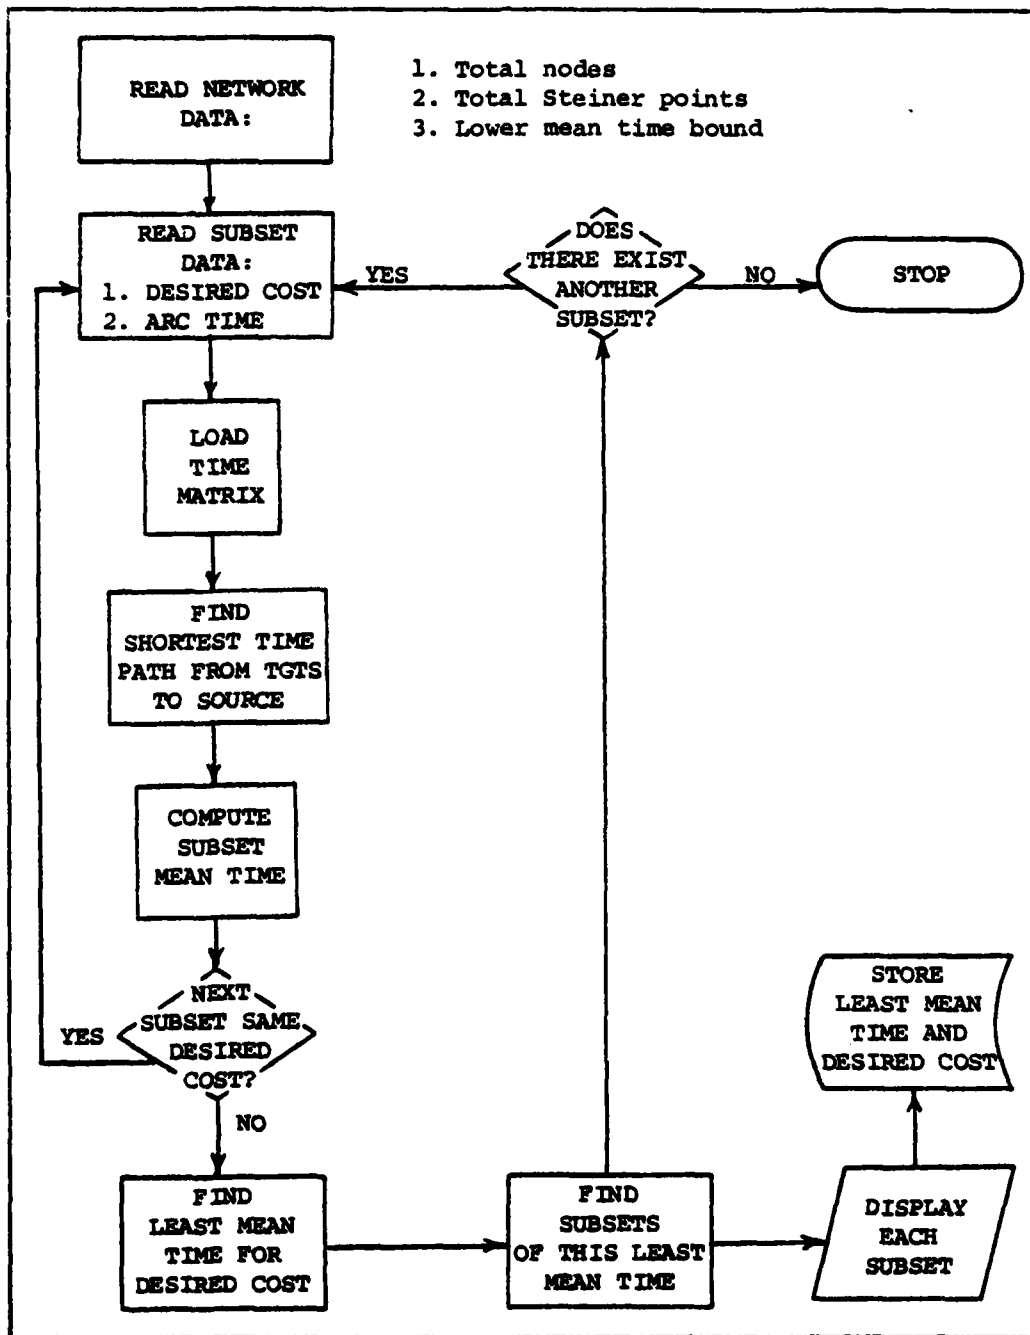 READ NETWORK
DATA:
1. Total nodes
2. Total Steiner points
3. Lower mean time bound
READ SUBSET
DATA:
1. DESIRED COST
2. ARC TIME
YES
DOES
THERE EXIST
ANOTHER
SUBSET?
NO
STOP
LOAD
TIME
MATRIX
FIND
SHORTEST TIME
PATH FROM TGTS
TO SOURCE
COMPUTE
SUBSET
MEAN TIME
YES
NEXT
SUBSET SAME
DESIRED
COST?
NO
FIND
LEAST MEAN
TIME FOR
DESIRED COST
FIND
SUBSETS
OF THIS LEAST
MEAN TIME
DISPLAY
EACH
SUBSET
STORE
LEAST MEAN
TIME AND
DESIRED COST